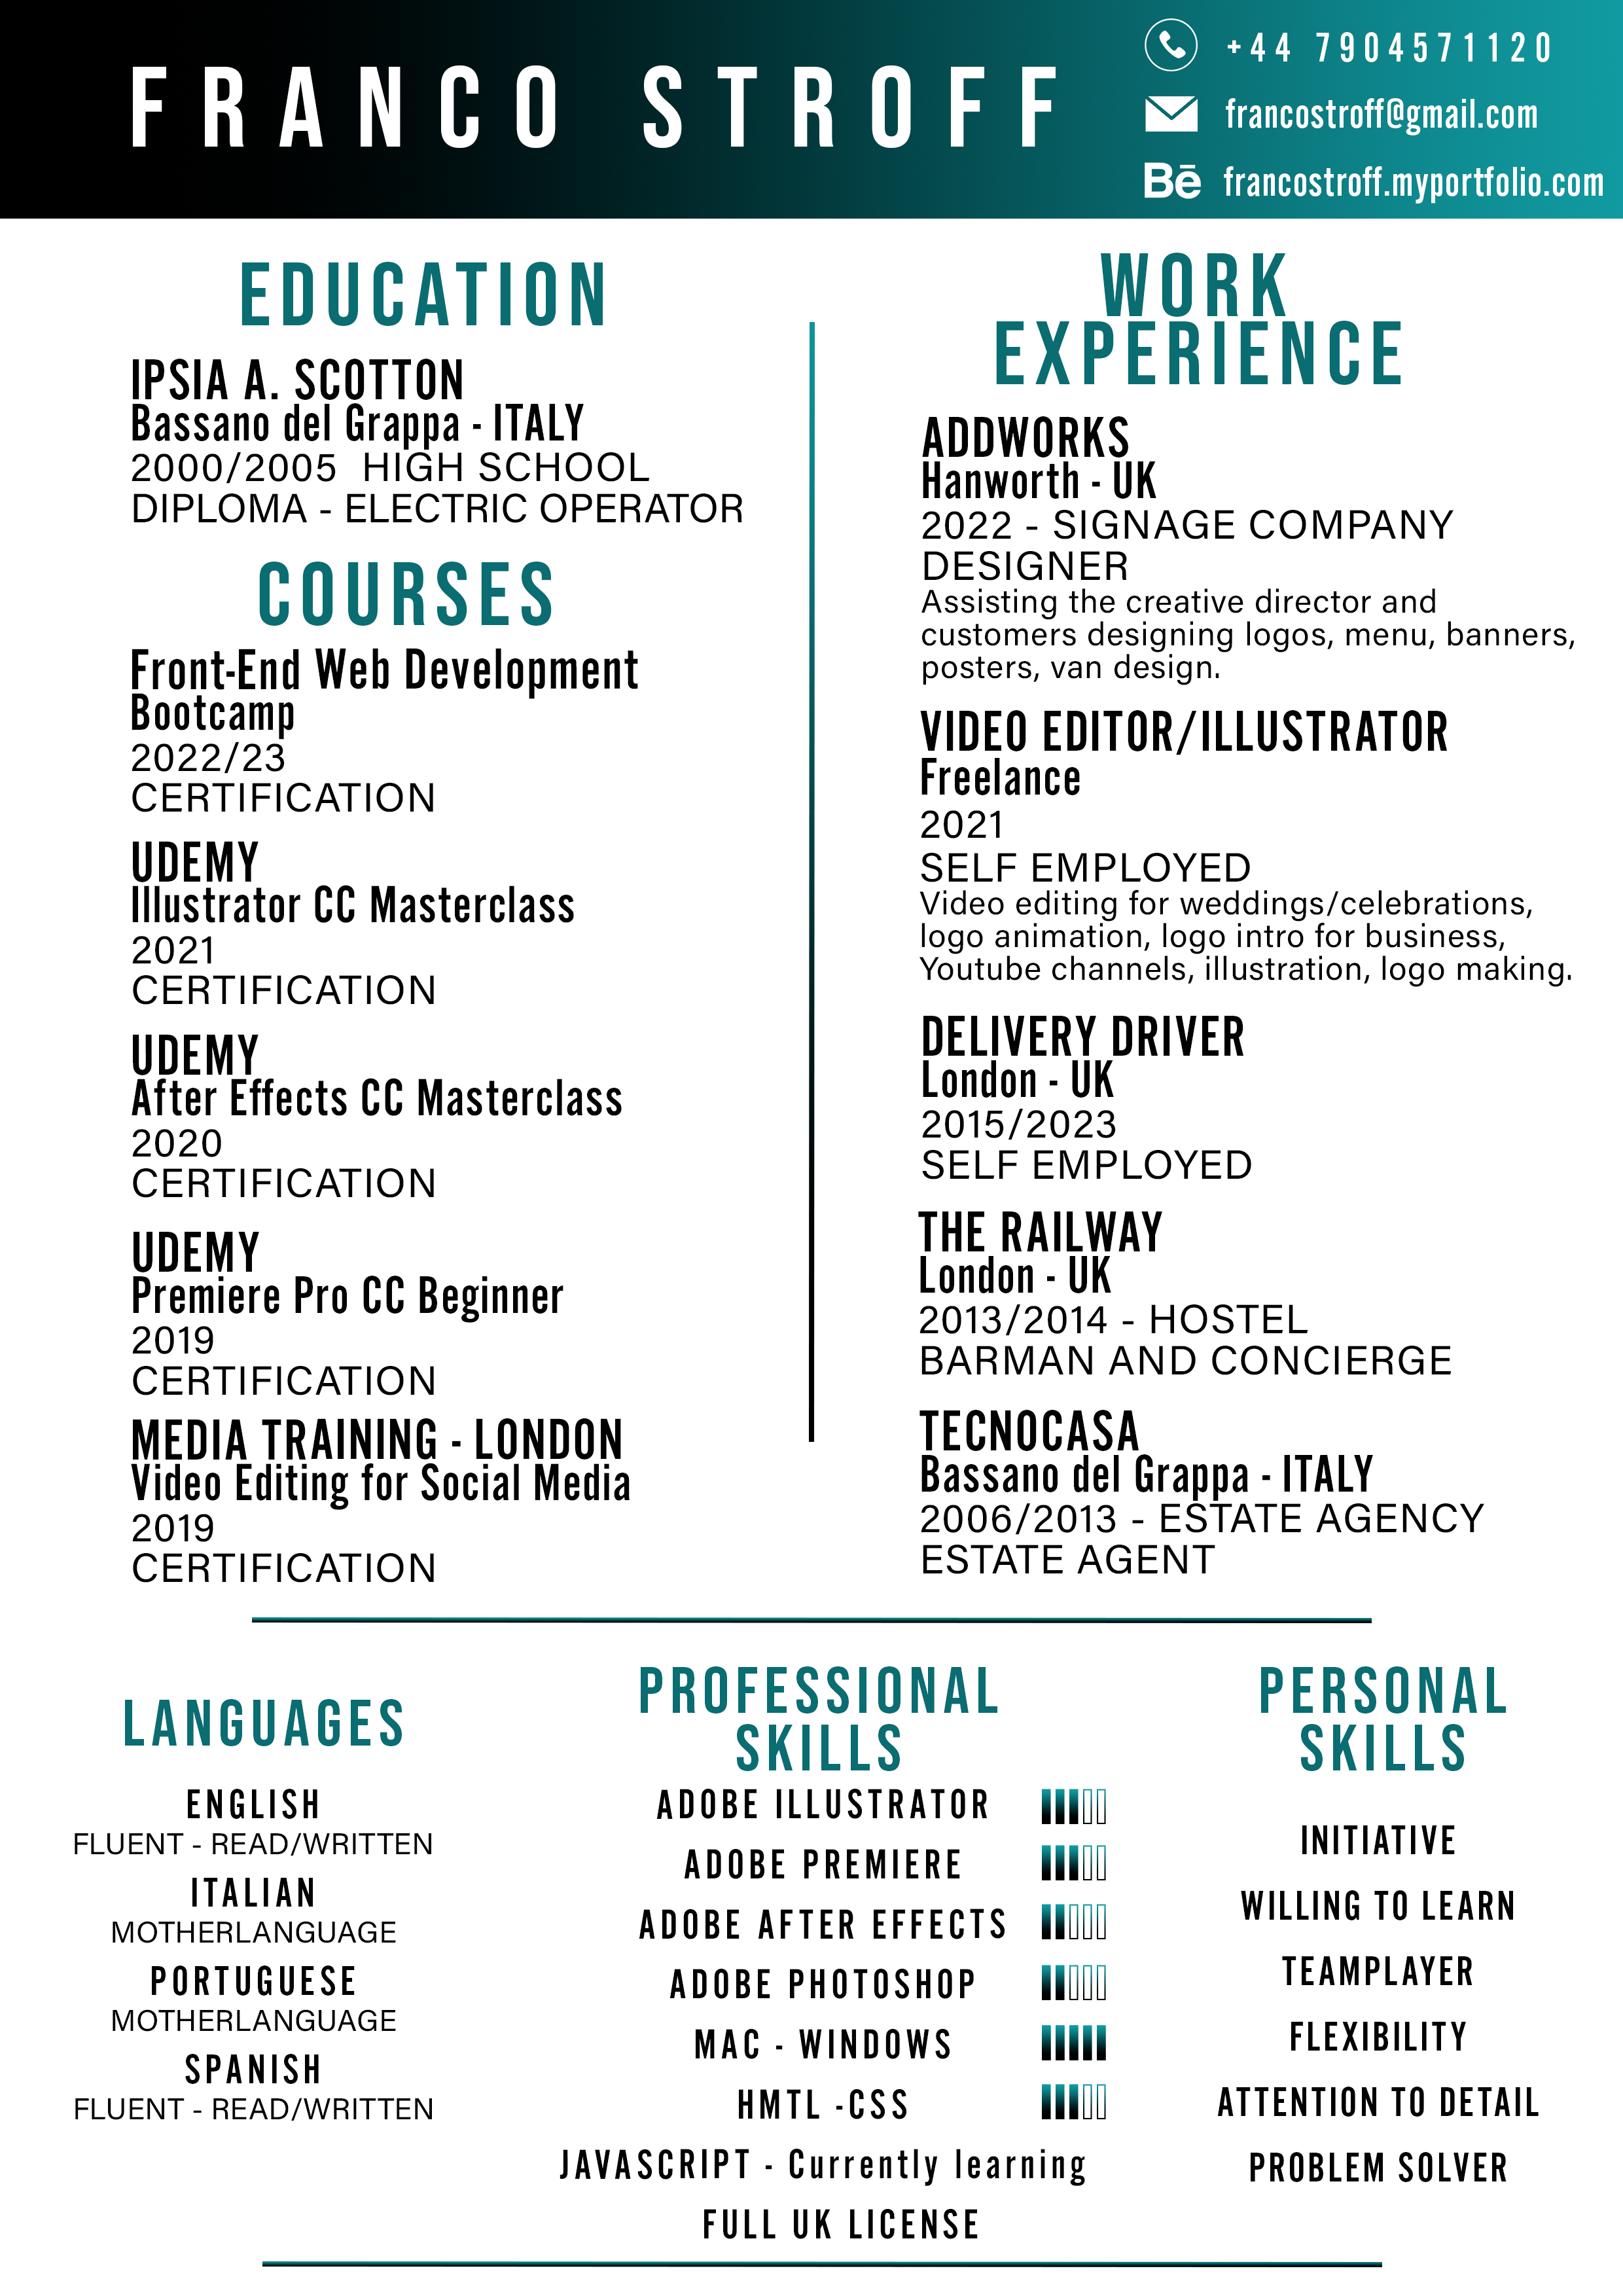 FRANCO STROFF
+44 7904571120
francostroff@gmail.com
Bē francostroff.myportfolio.com
EDUCATION
IPSIA A. SCOTTON
Bassano del Grappa - ITALY
2000/2005 HIGH SCHOOL
DIPLOMA - ELECTRIC OPERATOR
COURSES
Front-End Web Development
Bootcamp
2022/23
CERTIFICATION
UDEMY
Illustrator CC Masterclass
2021
CERTIFICATION
UDEMY
After Effects CC Masterclass
2020
CERTIFICATION
UDEMY
Premiere Pro CC Beginner
2019
CERTIFICATION
MEDIA TRAINING - LONDON
Video Editing for Social Media
2019
CERTIFICATION
WORK
EXPERIENCE
ADDWORKS
Hanworth - UK
2022 - SIGNAGE COMPANY
DESIGNER
Assisting the creative director and
customers designing logos, menu, banners,
posters, van design.
VIDEO EDITOR/ILLUSTRATOR
Freelance
2021
SELF EMPLOYED
Video editing for weddings/celebrations,
logo animation, logo intro for business,
Youtube channels, illustration, logo making.
DELIVERY DRIVER
London - UK
2015/2023
SELF EMPLOYED
THE RAILWAY
London - UK
2013/2014 - HOSTEL
BARMAN AND CONCIERGE
TECNOCASA
Bassano del Grappa - ITALY
2006/2013 - ESTATE AGENCY
ESTATE AGENT
LANGUAGES
ENGLISH
FLUENT - READ/WRITTEN
ITALIAN
MOTHERLANGUAGE
PORTUGUESE
MOTHERLANGUAGE
SPANISH
FLUENT - READ/WRITTEN
PROFESSIONAL
SKILLS
ADOBE ILLUSTRATOR
ADOBE PREMIERE
ADOBE AFTER EFFECTS
ADOBE PHOTOSHOP
MAC - WINDOWS
HMTL -CSS
JAVASCRIPT - Currently learning
FULL UK LICENSE
PERSONAL
SKILLS
INITIATIVE
WILLING TO LEARN
TEAMPLAYER
FLEXIBILITY
ATTENTION TO DETAIL
PROBLEM SOLVER